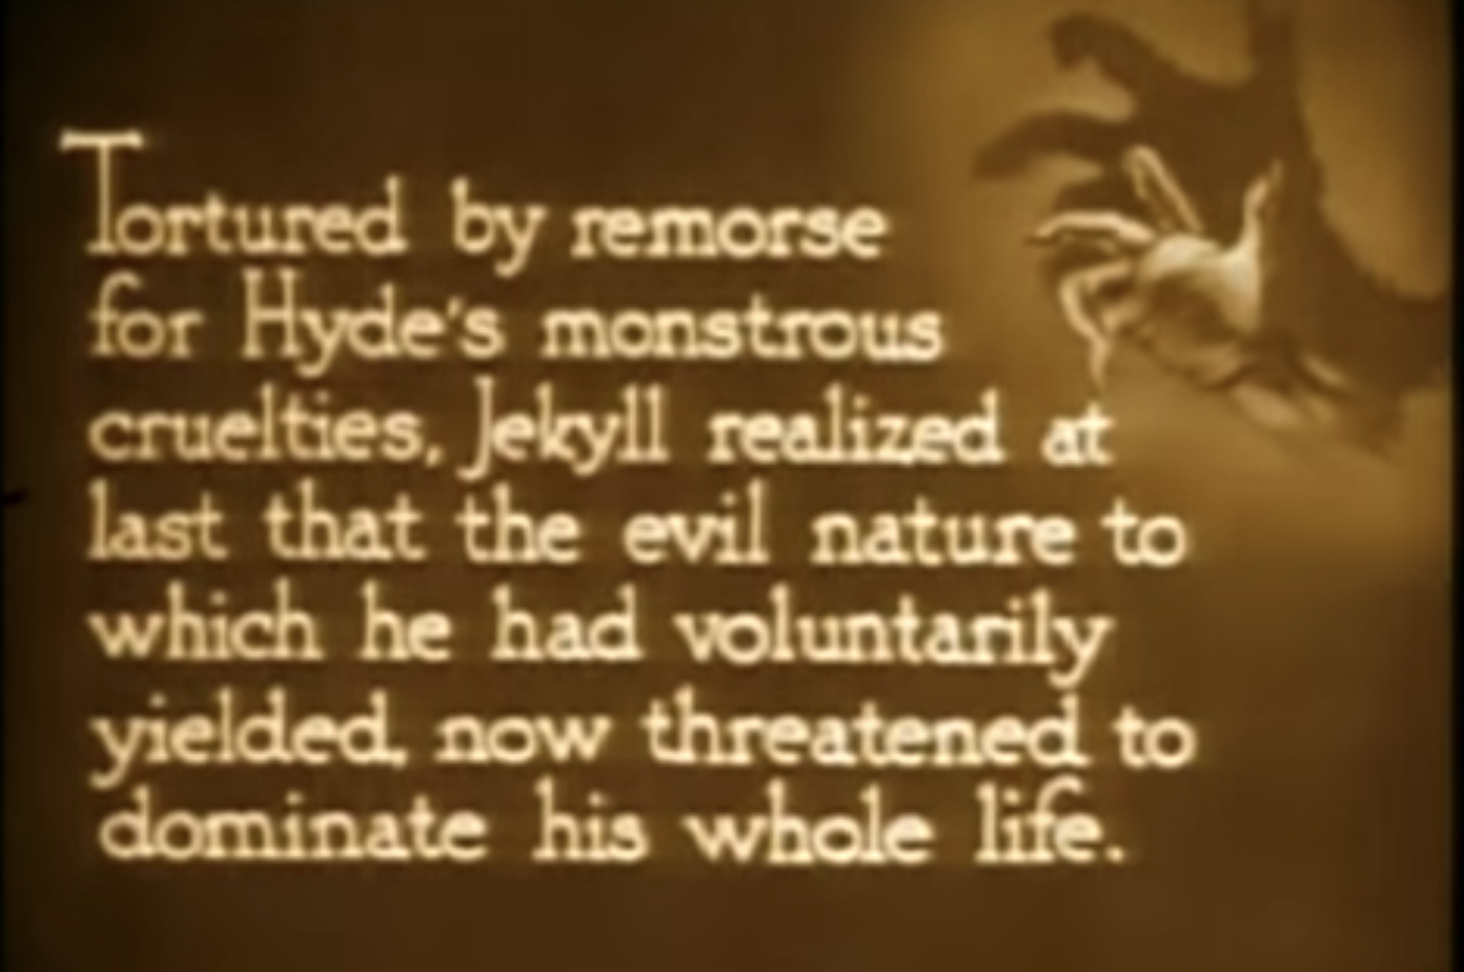 Tortured by remorse
for Hyde's monstrous
cruelties, Jekyll realized at
last that the evil nature to
which he had voluntarily
yielded, now threatened to
dominate his whole life.